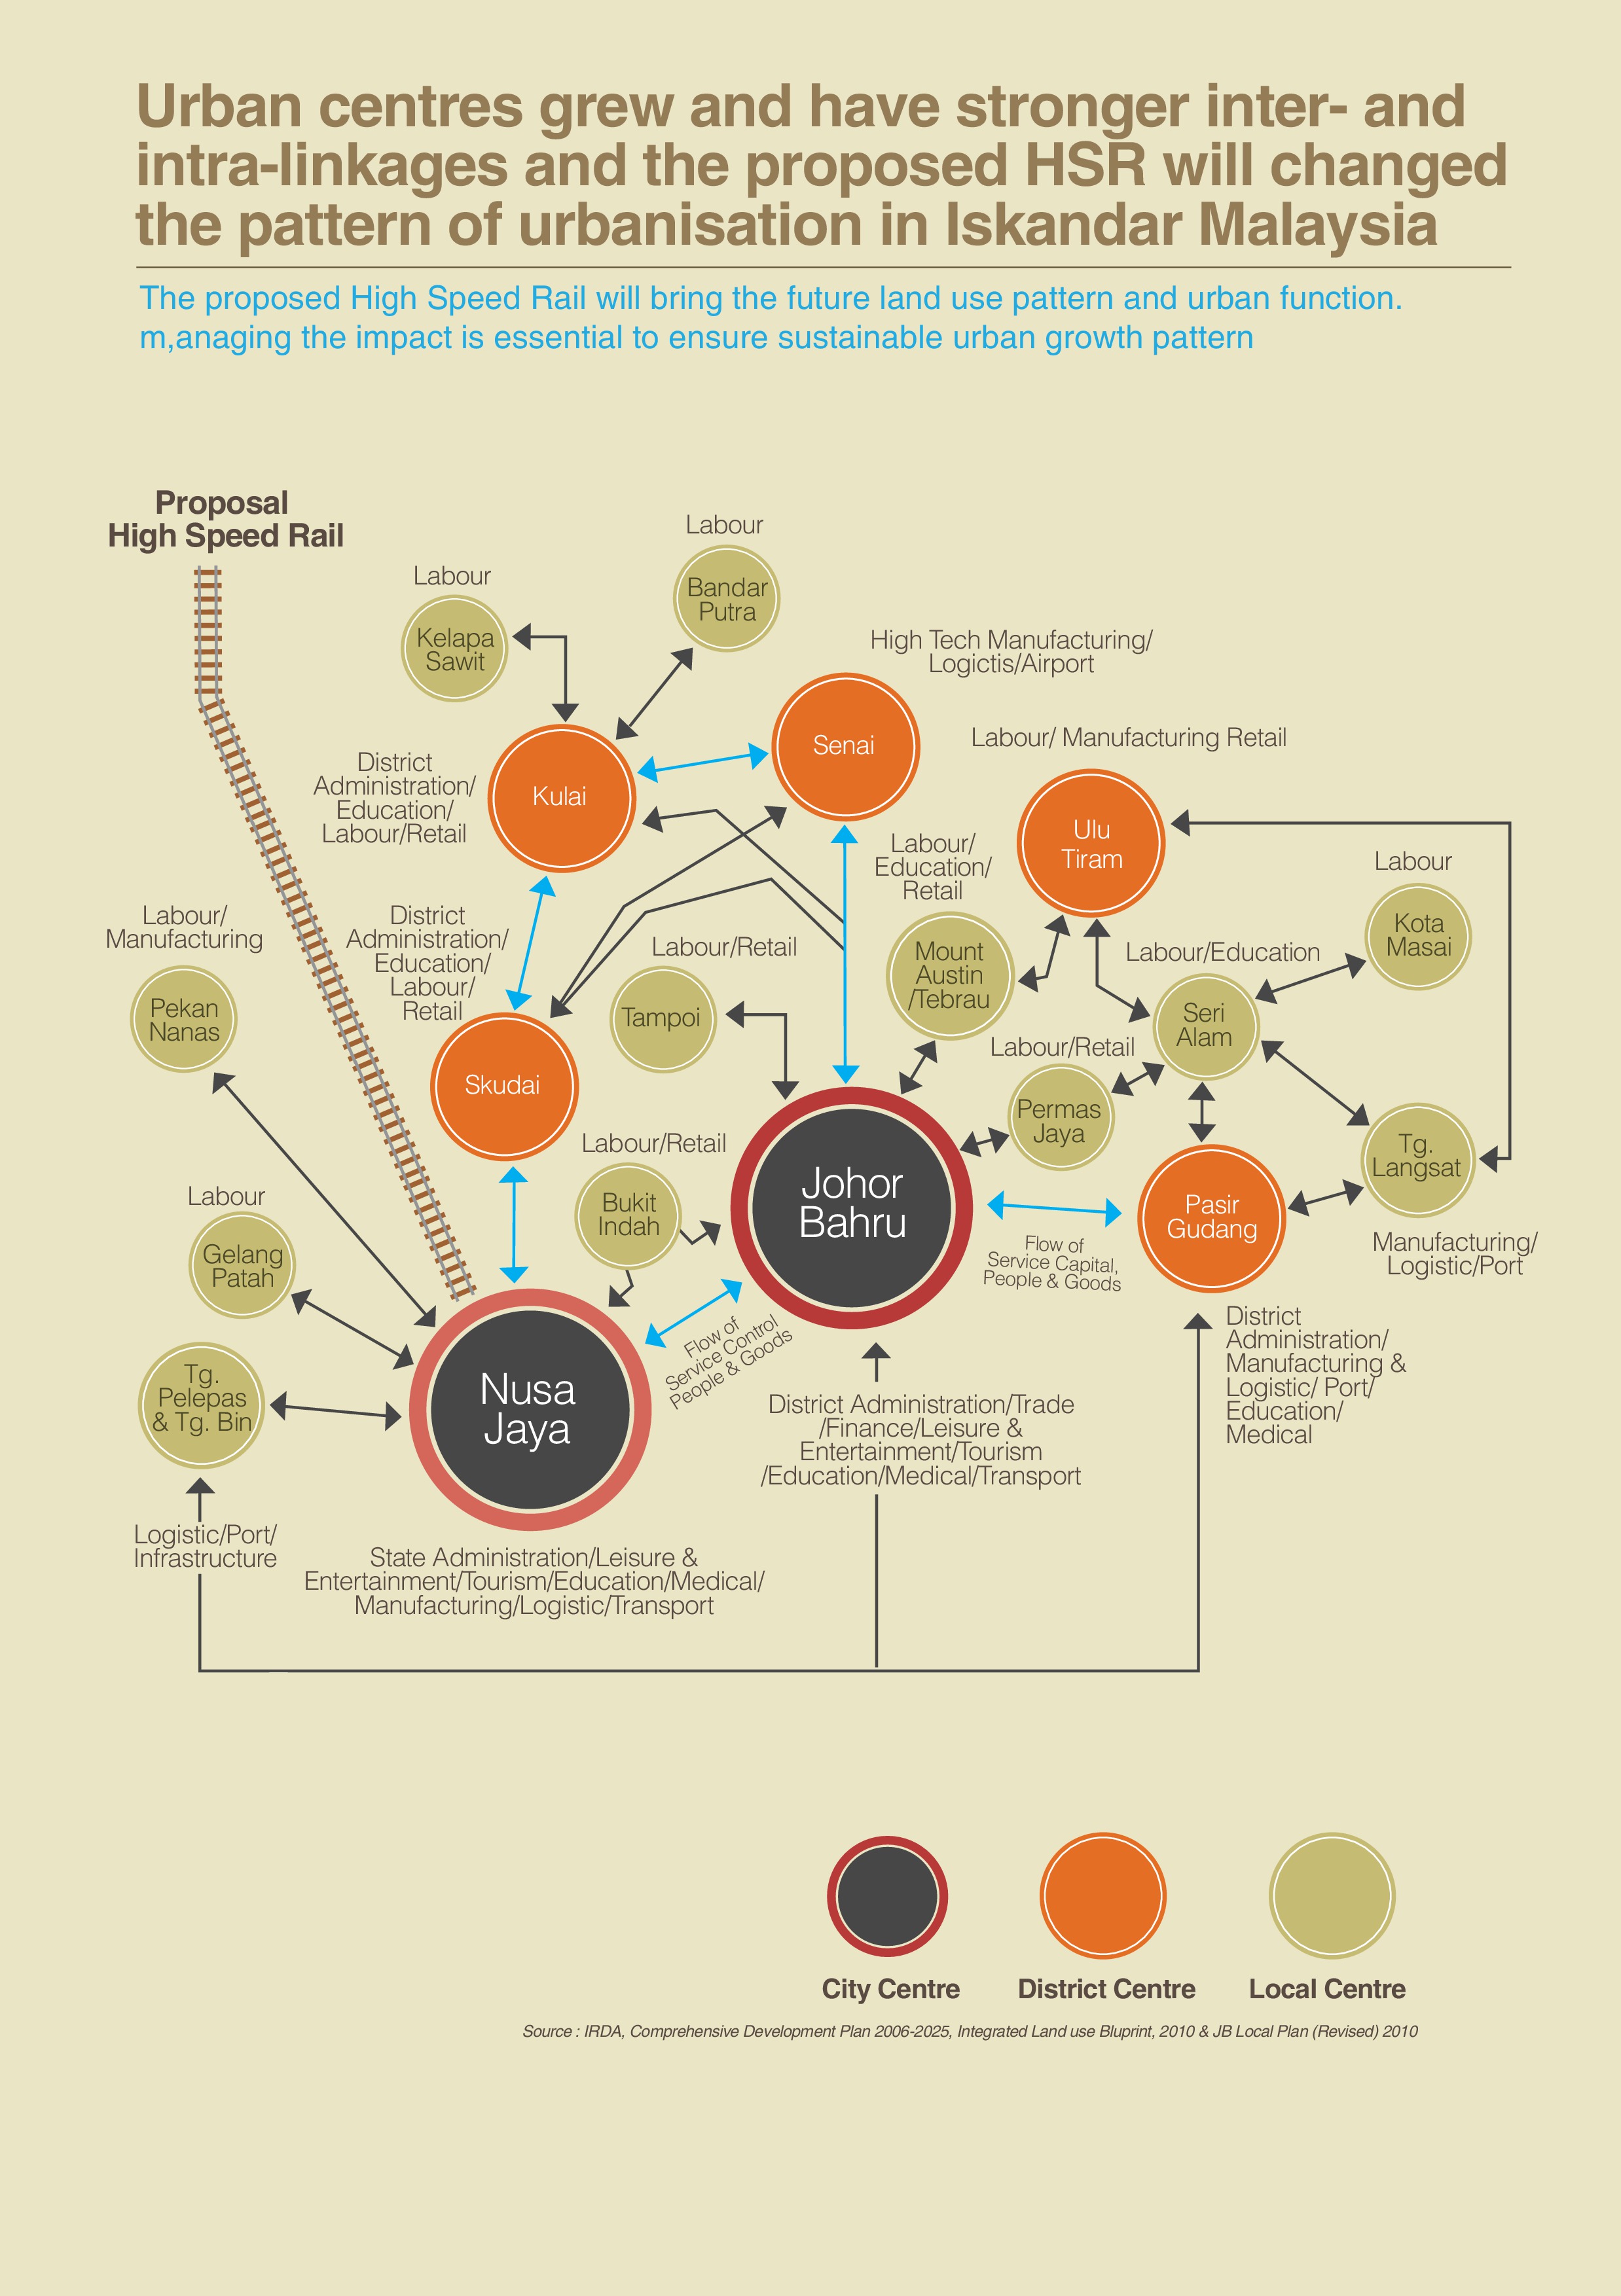 Urban centres grew and have stronger inter- and
intra-linkages and the proposed HSR will changed
the pattern of urbanisation in Iskandar Malaysia
The proposed High Speed Rail will bring the future land use pattern and urban function.
m,anaging the impact is essential to ensure sustainable urban growth pattern
Proposal
High Speed Rail
Labour
Bandar
Putra
Labour
Kelapa
Sawit
High Tech Manufacturing/
Logictis/Airport
Senai
Labour/ Manufacturing Retail
District
Administration/
Education/
Labour/Retail
Kulai
Ulu
Tiram
Labour/
Education/
Retail
Labour
Kota
Masai
Labour/
Manufacturing
Pekan
Nanas
District
Administration/
Education/
Labour/
Retail
Skudai
Labour/Retail
Tampoi
Mount
Austin
/Tebrau
Labour/Education
Seri
Alam
Labour/Retail
Permas
Jaya
Tg.
Langsat
Manufacturing/
Logistic/Port
Labour/Retail
Bukit
Indah
Johor
Bahru
Pasir
Gudang
Flow of
Service Capital,
People & Goods
Labour
Gelang
Patah
Flow of
Service Control
People & Goods
District
Administration/
Manufacturing &
Logistic/ Port/
Education/
Medical
Tg.
Pelepas
& Tg. Bin
Nusa
Jaya
District Administration/Trade
/Finance/Leisure &
Entertainment/Tourism
/Education/Medical/Transport
Logistic/Port/
Infrastructure
State Administration/Leisure &
Entertainment/Tourism/Education/Medical/
Manufacturing/Logistic/Transport
City Centre
District Centre
Local Centre
Source : IRDA, Comprehensive Development Plan 2006-2025, Integrated Land use Bluprint, 2010 & JB Local Plan (Revised) 2010